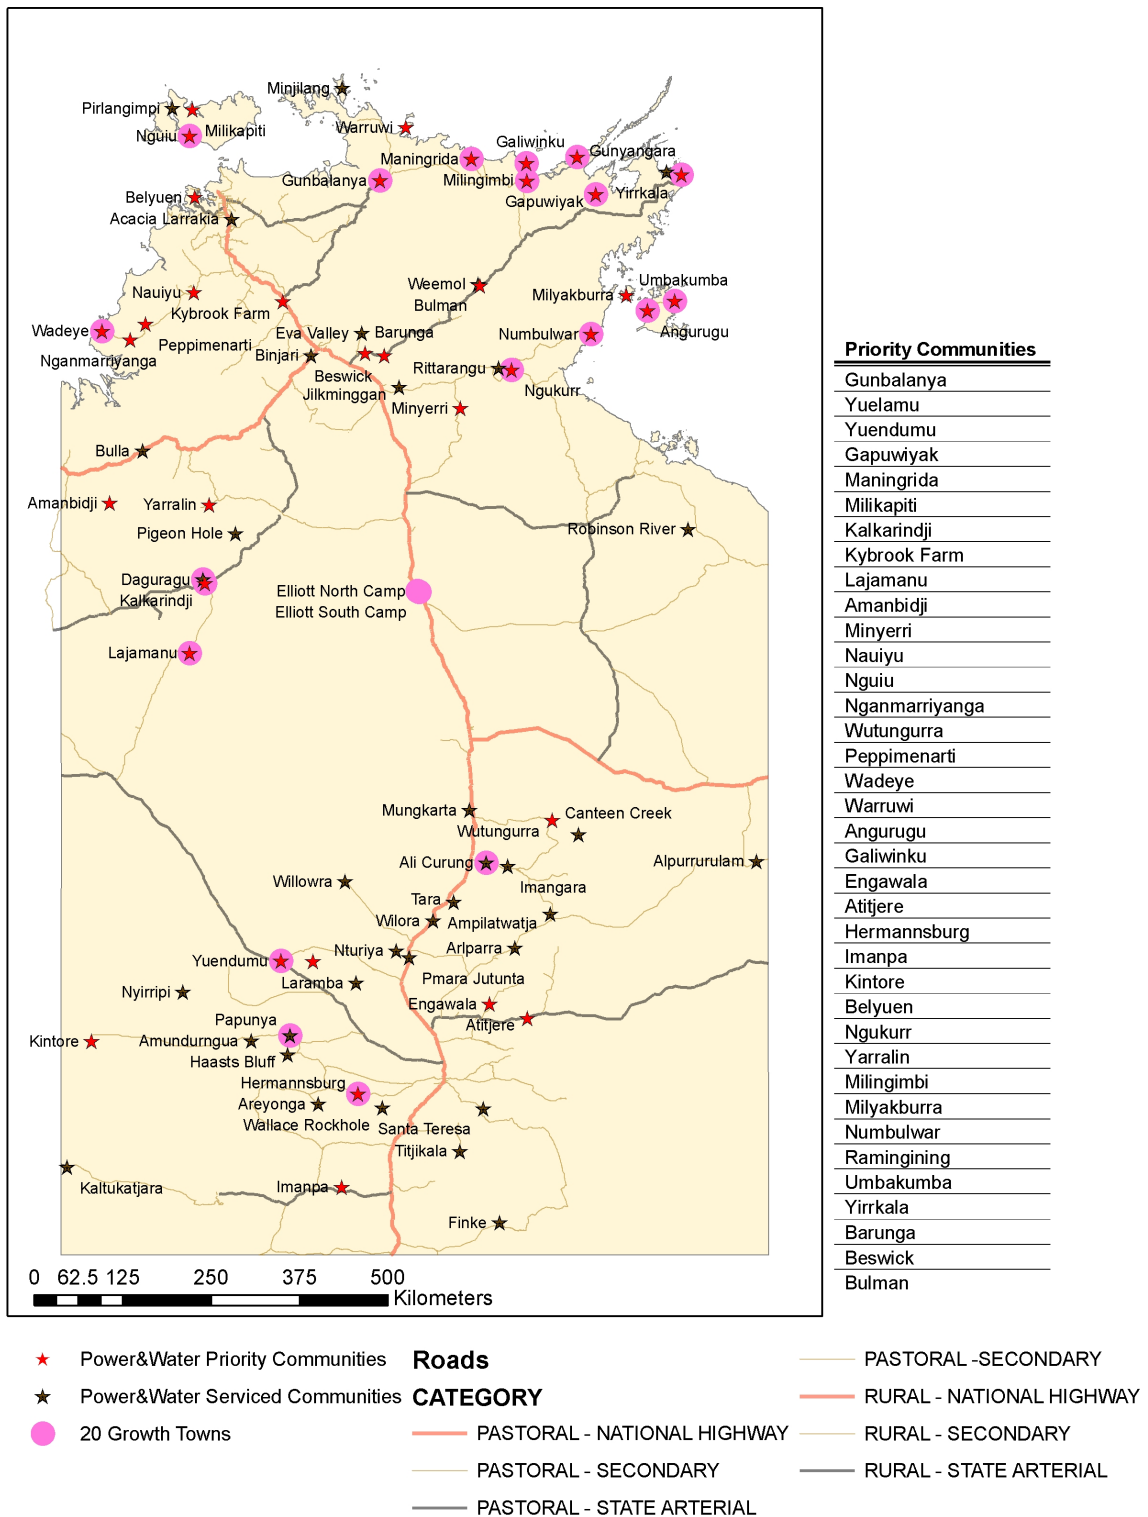 Minjilang
Pirlangimpi
Nguiu
Milikapiti
Warruwi
Galiwinku
Maningrida
Gunyangara
Gunbalanya
Milingimbi
Yirrkala
Gapuwiyak
Belyuen
Acacia Larrakia
Weemol
Umbakumba
Nauiyu
Milyakburra
Kybrook Farm
Bulman
Wadeye
Eva Valley
Barunga
Numbulwar
Angurugu
Peppimenarti
Binjari
Nganmarriyanga
Rittarangu
Beswick
Jilkminggan
Ngukurr
Minyerri
Bulla
Amanbidji
Yarralin
Pigeon Hole
Robinson River
Daguragu
Kalkarindji
Elliott North Camp
Elliott South Camp
Lajamanu
Mungkarta
Canteen Creek
Wutungurra
Ali Curung
Alpurrurulam
Willowra
Imangara
Tara
Wilora
Ampilatwatja
Nturiya
Arlparra
Yuendumu
Laramba
Pmara Jutunta
Nyirripi
Engawala
Papunya
Atitjere
Kintore
Amundurngua
Haasts Bluff
Hermannsburg
Areyonga
Wallace Rockhole
Santa Teresa
Titjikala
Kaltukatjara
Imanpa
Finke
0 62.5 125 250 375 500
Kilometers
Priority Communities
Gunbalanya
Yuelamu
Yuendumu
Gapuwiyak
Maningrida
Milikapiti
Kalkarindji
Kybrook Farm
Lajamanu
Amanbidji
Minyerri
Nauiyu
Nguiu
Nganmarriyanga
Wutungurra
Peppimenarti
Wadeye
Warruwi
Angurugu
Galiwinku
Engawala
Atitjere
Hermannsburg
Imanpa
Kintore
Belyuen
Ngukurr
Yarralin
Milingimbi
Milyakburra
Numbulwar
Ramingining
Umbakumba
Yirrkala
Barunga
Beswick
Bulman
Power&Water Priority Communities
Power&Water Serviced Communities
20 Growth Towns
Roads
CATEGORY
PASTORAL - NATIONAL HIGHWAY
PASTORAL - SECONDARY
PASTORAL - STATE ARTERIAL
PASTORAL -SECONDARY
RURAL - NATIONAL HIGHWAY
RURAL - SECONDARY
RURAL - STATE ARTERIAL